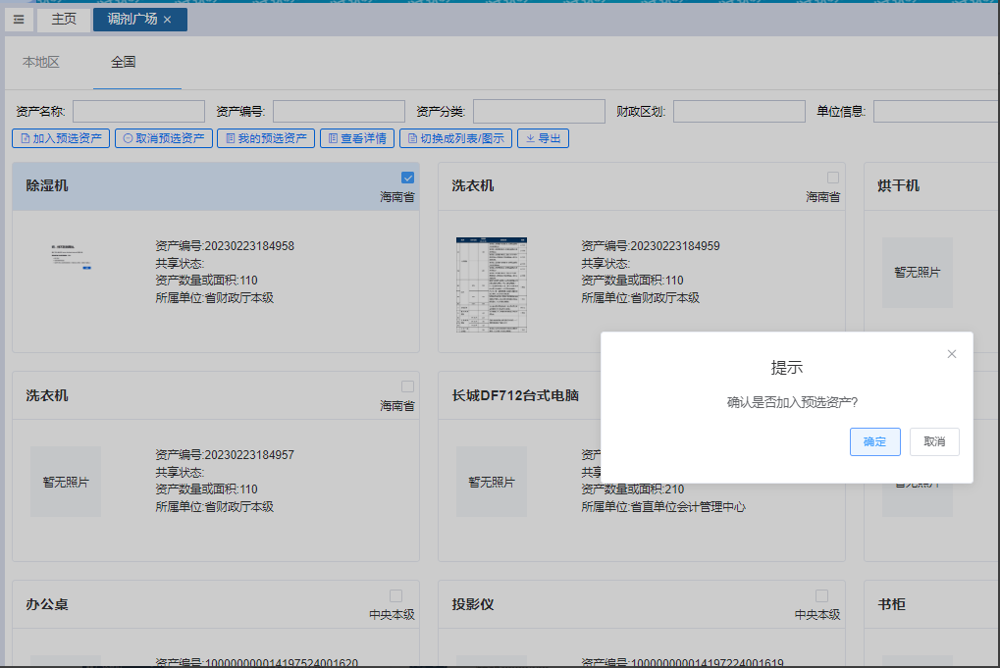 主页 调剂广场
本地区 全国
资产名称: 资产编号: 资产分类: 财政区划: 单位信息:
加入预选资产 取消预选资产 我的预选资产 查看详情 切换成列表/图示 导出
除湿机
海南省
资产编号:20230223184958
共享状态:
资产数量或面积:110
所属单位:省财政厅本级
洗衣机
海南省
资产编号:20230223184959
共享状态:
资产数量或面积:110
所属单位:省财政厅本级
烘干机
暂无照片
提示
确认是否加入预选资产?
确定 取消
洗衣机
海南省
暂无照片
资产编号:20230223184957
共享状态:
资产数量或面积:110
所属单位:省财政厅本级
长城DF712台式电脑
暂无照片
资产数量或面积:210
所属单位:省直单位会计管理中心
暂无照片
办公桌
中央本级
资产编号:100000000014197524001620
投影仪
中央本级
资产编号:100000000014197224001619
书柜